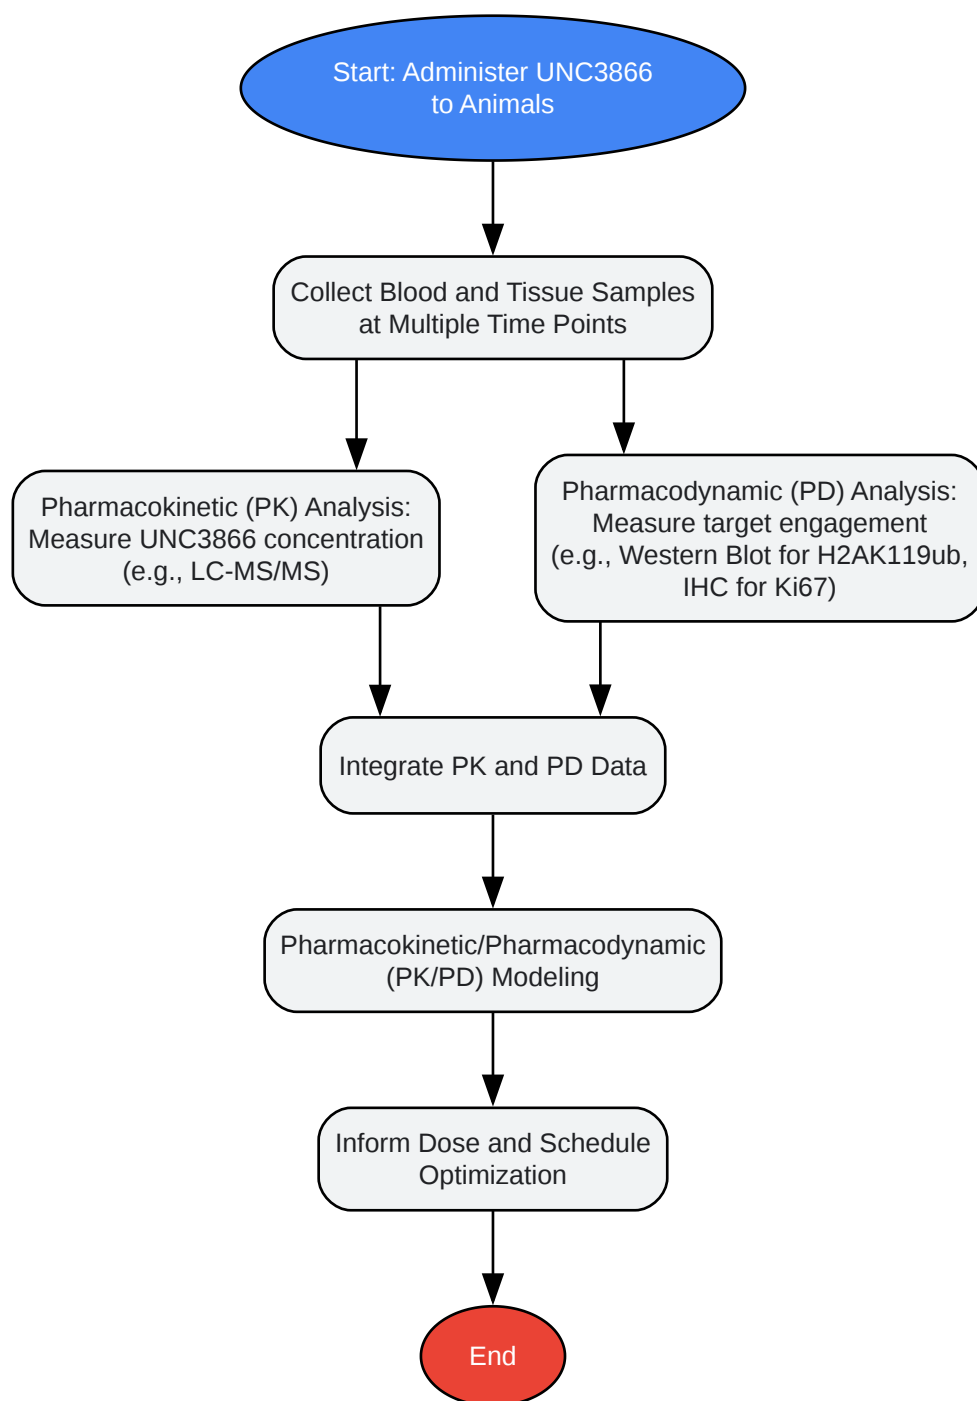 Start: Administer UNC3866
to Animals
Collect Blood and Tissue Samples
at Multiple Time Points
Pharmacokinetic (PK) Analysis:
Measure UNC3866 concentration
(e.g., LC-MS/MS)
Pharmacodynamic (PD) Analysis:
Measure target engagement
(e.g., Western Blot for H2AK119ub,
IHC for Ki67)
Integrate PK and PD Data
Pharmacokinetic/Pharmacodynamic
(PK/PD) Modeling
Inform Dose and Schedule
Optimization
End